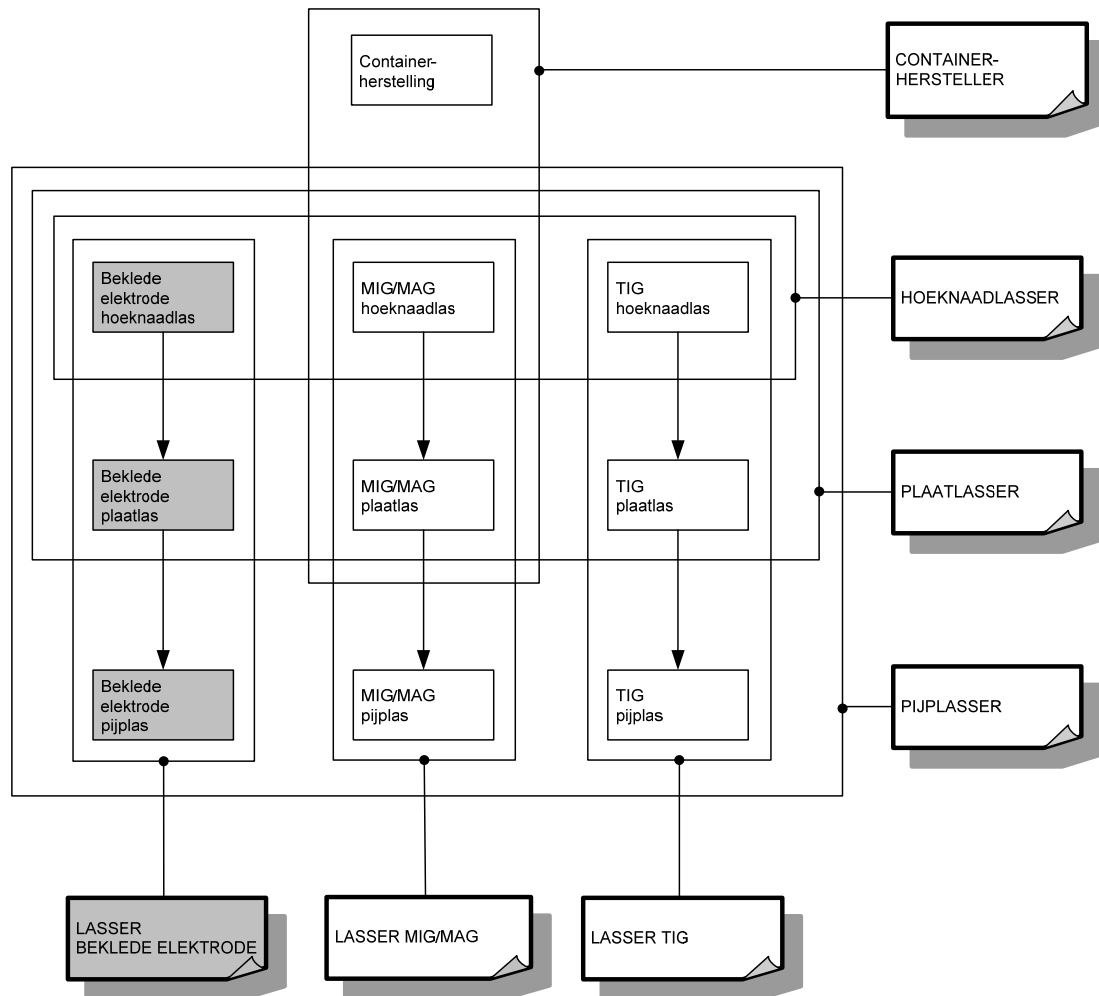 Container-
herstelling
CONTAINER-
HERSTELLER
Beklede
elektrode
hoeknaadlas
MIG/MAG
hoeknaadlas
TIG
hoeknaadlas
HOEKNAADLASSER
Beklede
elektrode
plaatlas
MIG/MAG
plaatlas
TIG
plaatlas
PLAATLASSER
Beklede
elektrode
pijplas
MIG/MAG
pijplas
TIG
pijplas
PIJPLASSER
LASSER
BEKLEDE ELEKTRODE
LASSER MIG/MAG
LASSER TIG